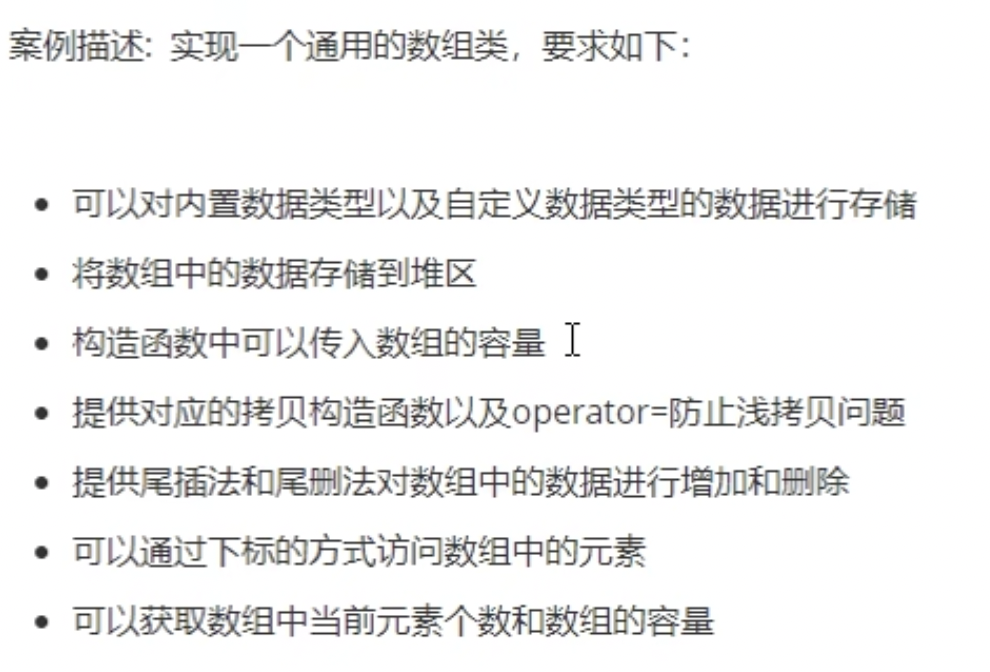 案例描述: 实现一个通用的数组类，要求如下：
可以对内置数据类型以及自定义数据类型的数据进行存储
将数组中的数据存储到堆区
构造函数中可以传入数组的容量
提供对应的拷贝构造函数以及operator=防止浅拷贝问题
提供尾插法和尾删法对数组中的数据进行增加和删除
可以通过下标的方式访问数组中的元素
可以获取数组中当前元素个数和数组的容量